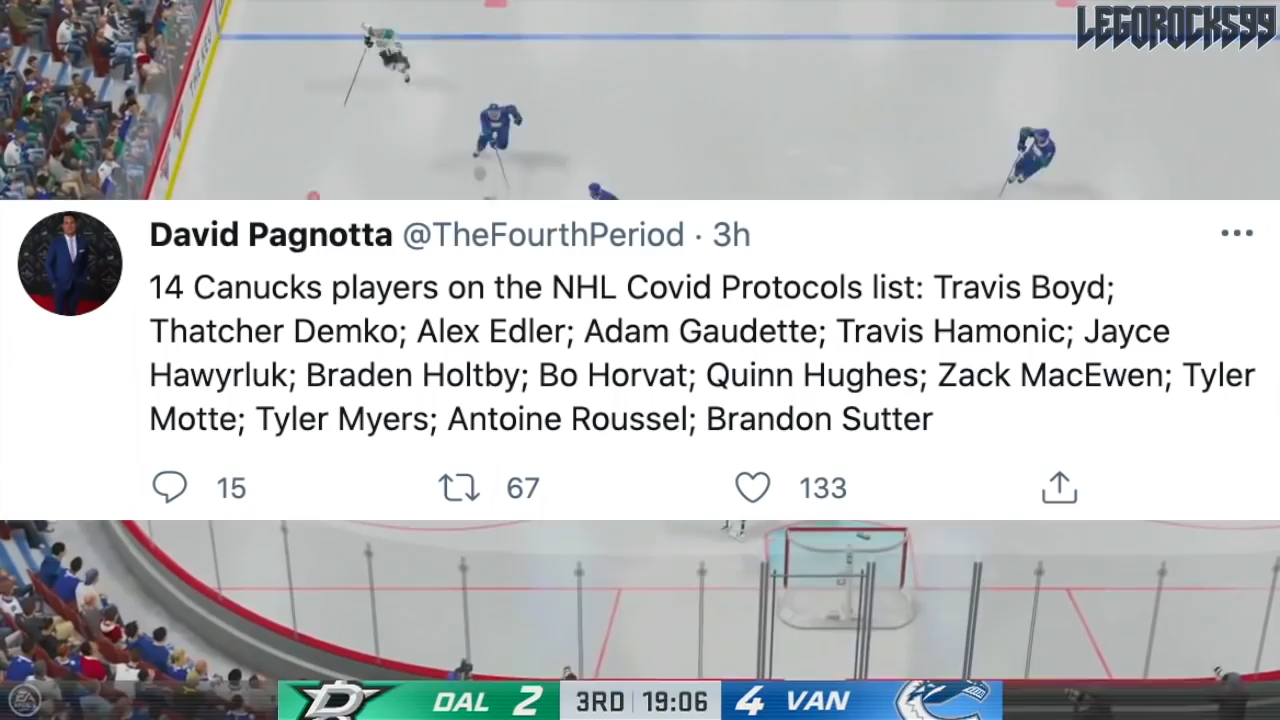 LEGOROCKS99
David Pagnotta @TheFourthPeriod · 3h
14 Canucks players on the NHL Covid Protocols list: Travis Boyd;
Thatcher Demko; Alex Edler; Adam Gaudette; Travis Hamonic; Jayce
Hawyrluk; Braden Holtby; Bo Horvat; Quinn Hughes; Zack MacEwen; Tyler
Motte; Tyler Myers; Antoine Roussel; Brandon Sutter
15 67 133
DAL 2 3RD 19:06 4 VAN